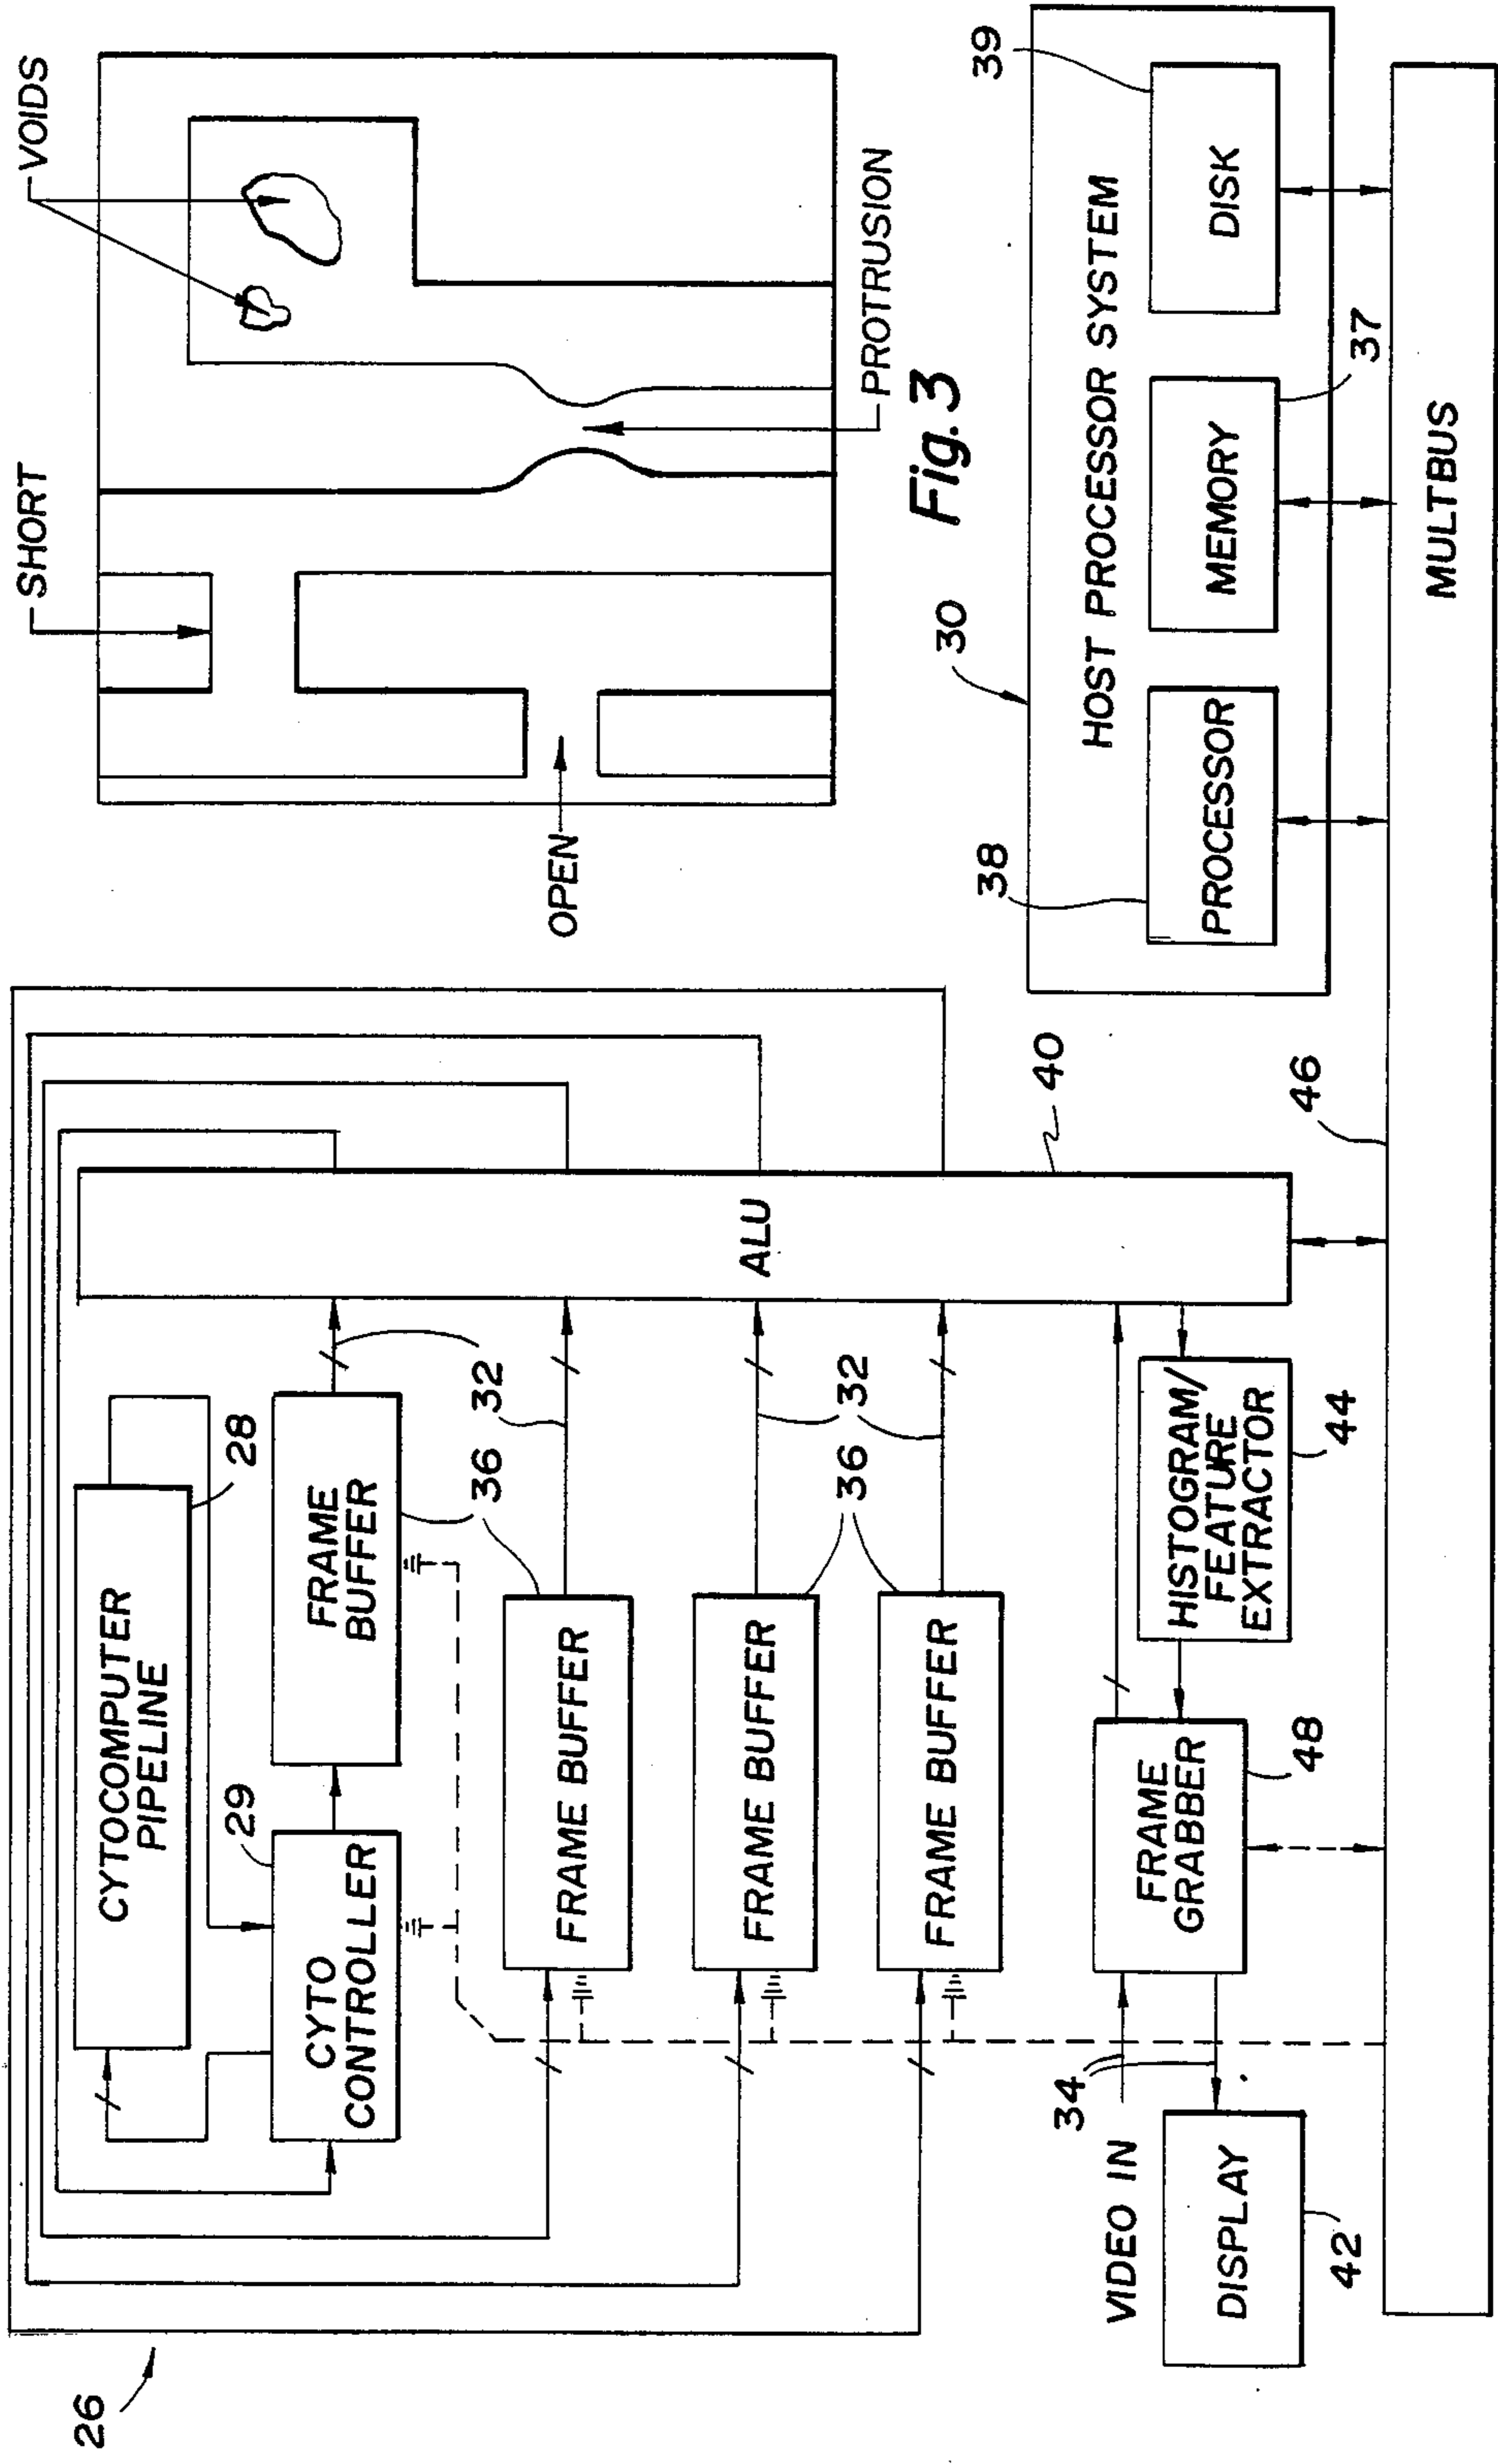 26
CYTOCOMPUTER
PIPELINE
28
29
CYTO
CONTROLLER
FRAME
BUFFER
36
32
FRAME BUFFER
FRAME BUFFER
36
32
FRAME BUFFER
ALU
40
VIDEO IN
34
FRAME
GRABBER
48
HISTOGRAM/
FEATURE
EXTRACTOR
44
DISPLAY
42
46
MULTBUS
SHORT
VOIDS
OPEN
PROTRUSION
Fig. 3
30
HOST PROCESSOR SYSTEM
38
PROCESSOR
MEMORY
37
DISK
39